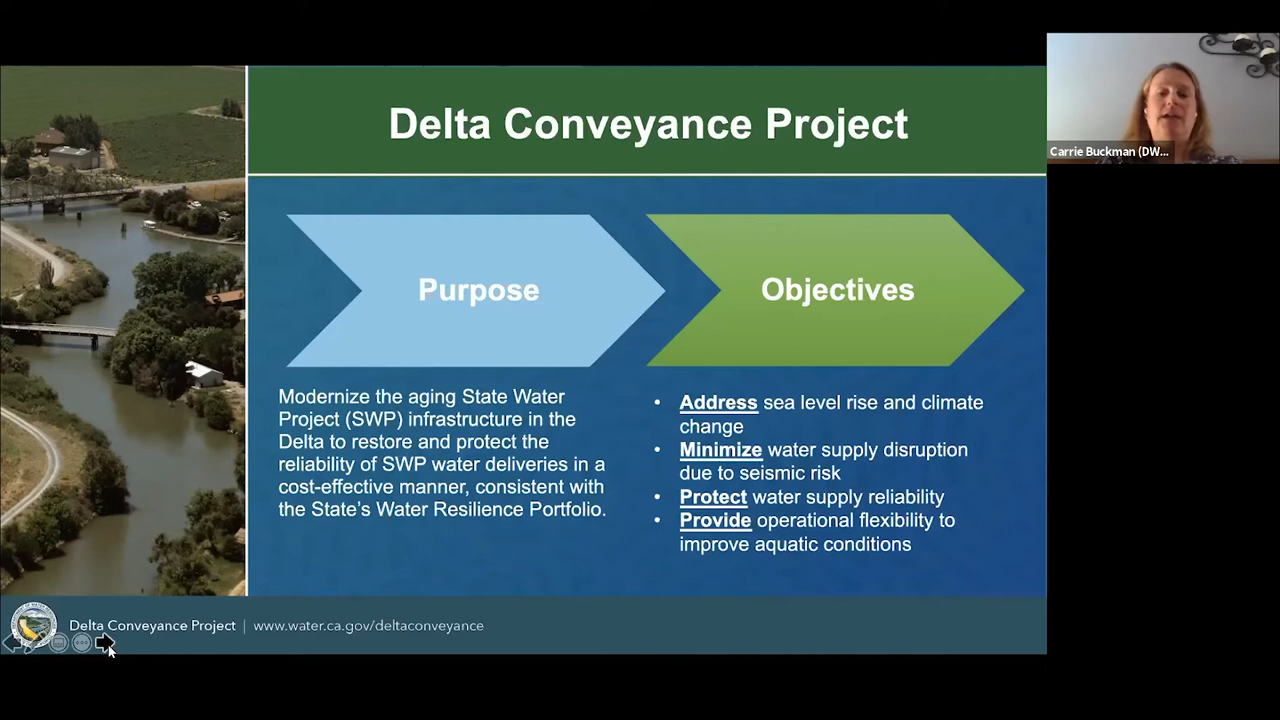 Delta Conveyance Project
Carrie Buckman (DW...
Purpose
Objectives
Modernize the aging State Water
Project (SWP) infrastructure in the
Delta to restore and protect the
reliability of SWP water deliveries in a
cost-effective manner, consistent with
the State's Water Resilience Portfolio.
• Address sea level rise and climate
change
• Minimize water supply disruption
due to seismic risk
• Protect water supply reliability
• Provide operational flexibility to
improve aquatic conditions
Delta Conveyance Project | www.water.ca.gov/deltaconveyance